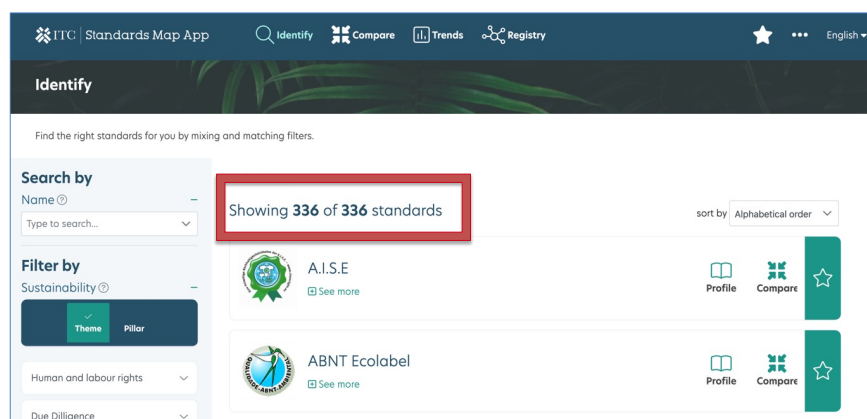 ITC | Standards Map App
Identify
Compare
Trends
Registry
English
Identify
Find the right standards for you by mixing and matching filters.
Search by
Name
Type to search...
Filter by
Sustainability
Theme
Pillar
Human and labour rights
Due Dilligence
Showing 336 of 336 standards
sort by Alphabetical order
A.I.S.E
See more
Profile
Compare
QUALIDADE-ABNT-AMBIENTAL
ABNT Ecolabel
See more
Profile
Compare